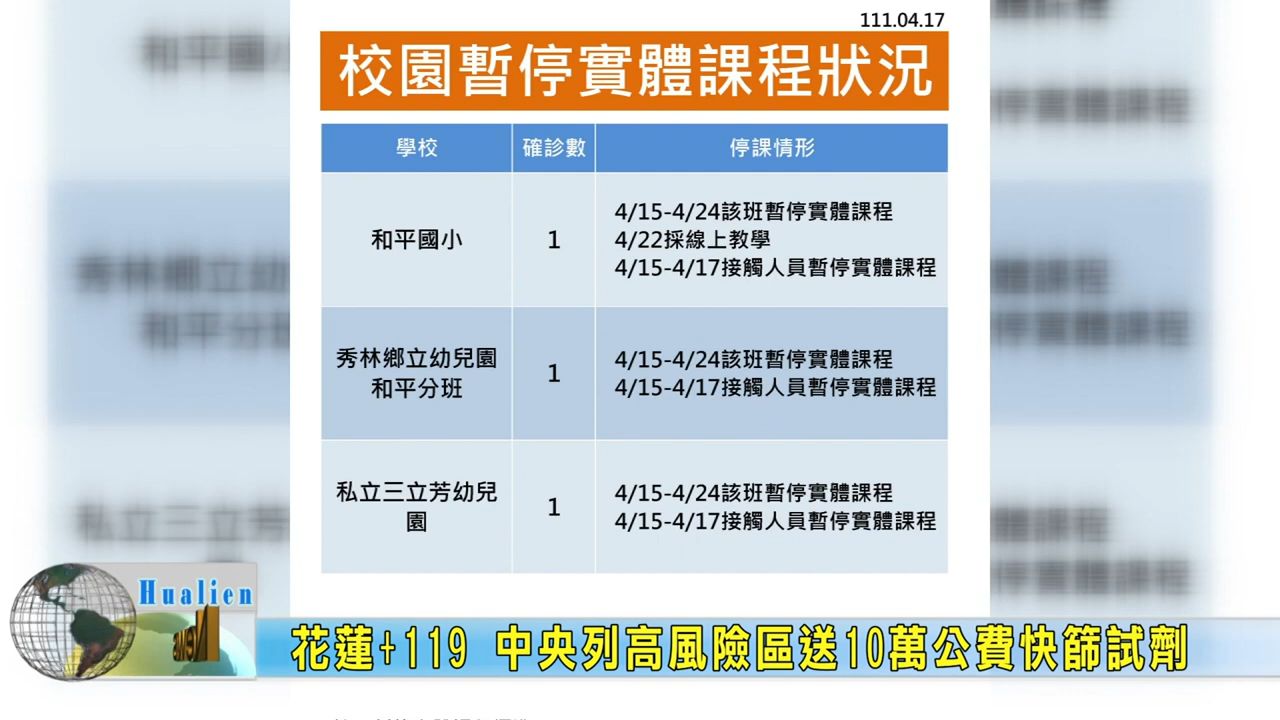 111.04.17
校園暫停實體課程狀況
學校
確診數
停課情形
和平國小
1
4/15-4/24該班暫停實體課程
4/22採線上教學
4/15-4/17接觸人員暫停實體課程
秀林鄉立幼兒園
和平分班
1
4/15-4/24該班暫停實體課程
4/15-4/17接觸人員暫停實體課程
私立三立芳幼兒
園
1
4/15-4/24該班暫停實體課程
4/15-4/17接觸人員暫停實體課程
Hualien
News
花蓮+119 中央列高風險區送10萬公費快篩試劑